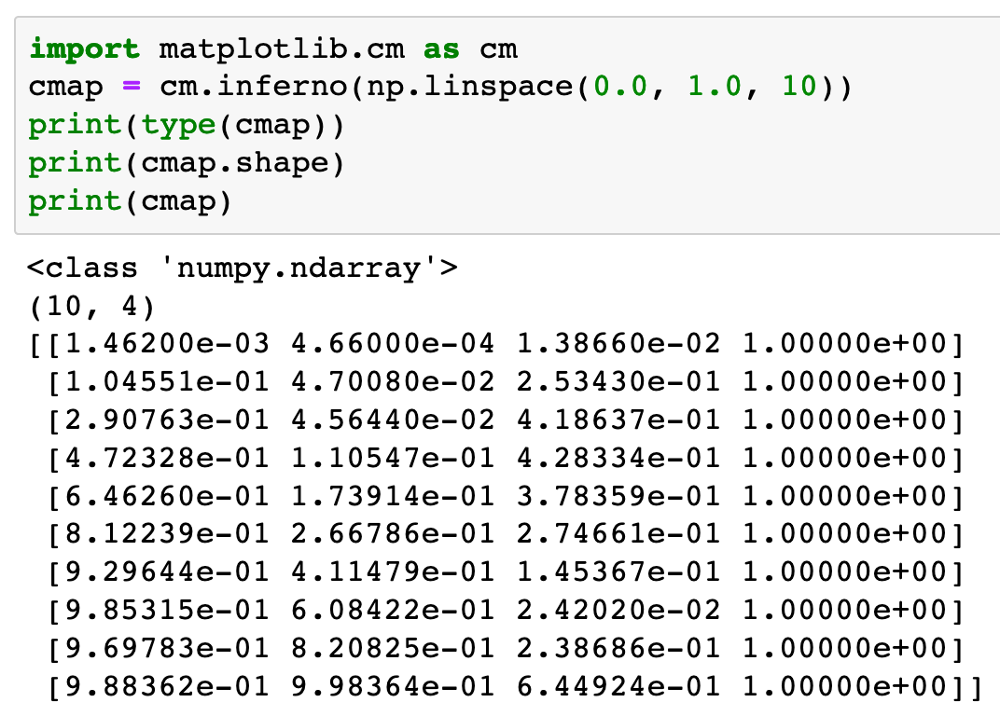 import matplotlib.cm as cm
cmap = cm.inferno(np.linspace(0.0, 1.0, 10))
print(type(cmap))
print(cmap.shape)
print(cmap)
<class 'numpy.ndarray'>
(10, 4)
[[1.46200e-03 4.66000e-04 1.38660e-02 1.00000e+00]
 [1.04551e-01 4.70080e-02 2.53430e-01 1.00000e+00]
 [2.90763e-01 4.56440e-02 4.18637e-01 1.00000e+00]
 [4.72328e-01 1.10547e-01 4.28334e-01 1.00000e+00]
 [6.46260e-01 1.73914e-01 3.78359e-01 1.00000e+00]
 [8.12239e-01 2.66786e-01 2.74661e-01 1.00000e+00]
 [9.29644e-01 4.11479e-01 1.45367e-01 1.00000e+00]
 [9.85315e-01 6.08422e-01 2.42020e-02 1.00000e+00]
 [9.69783e-01 8.20825e-01 2.38686e-01 1.00000e+00]
 [9.88362e-01 9.98364e-01 6.44924e-01 1.00000e+00]]